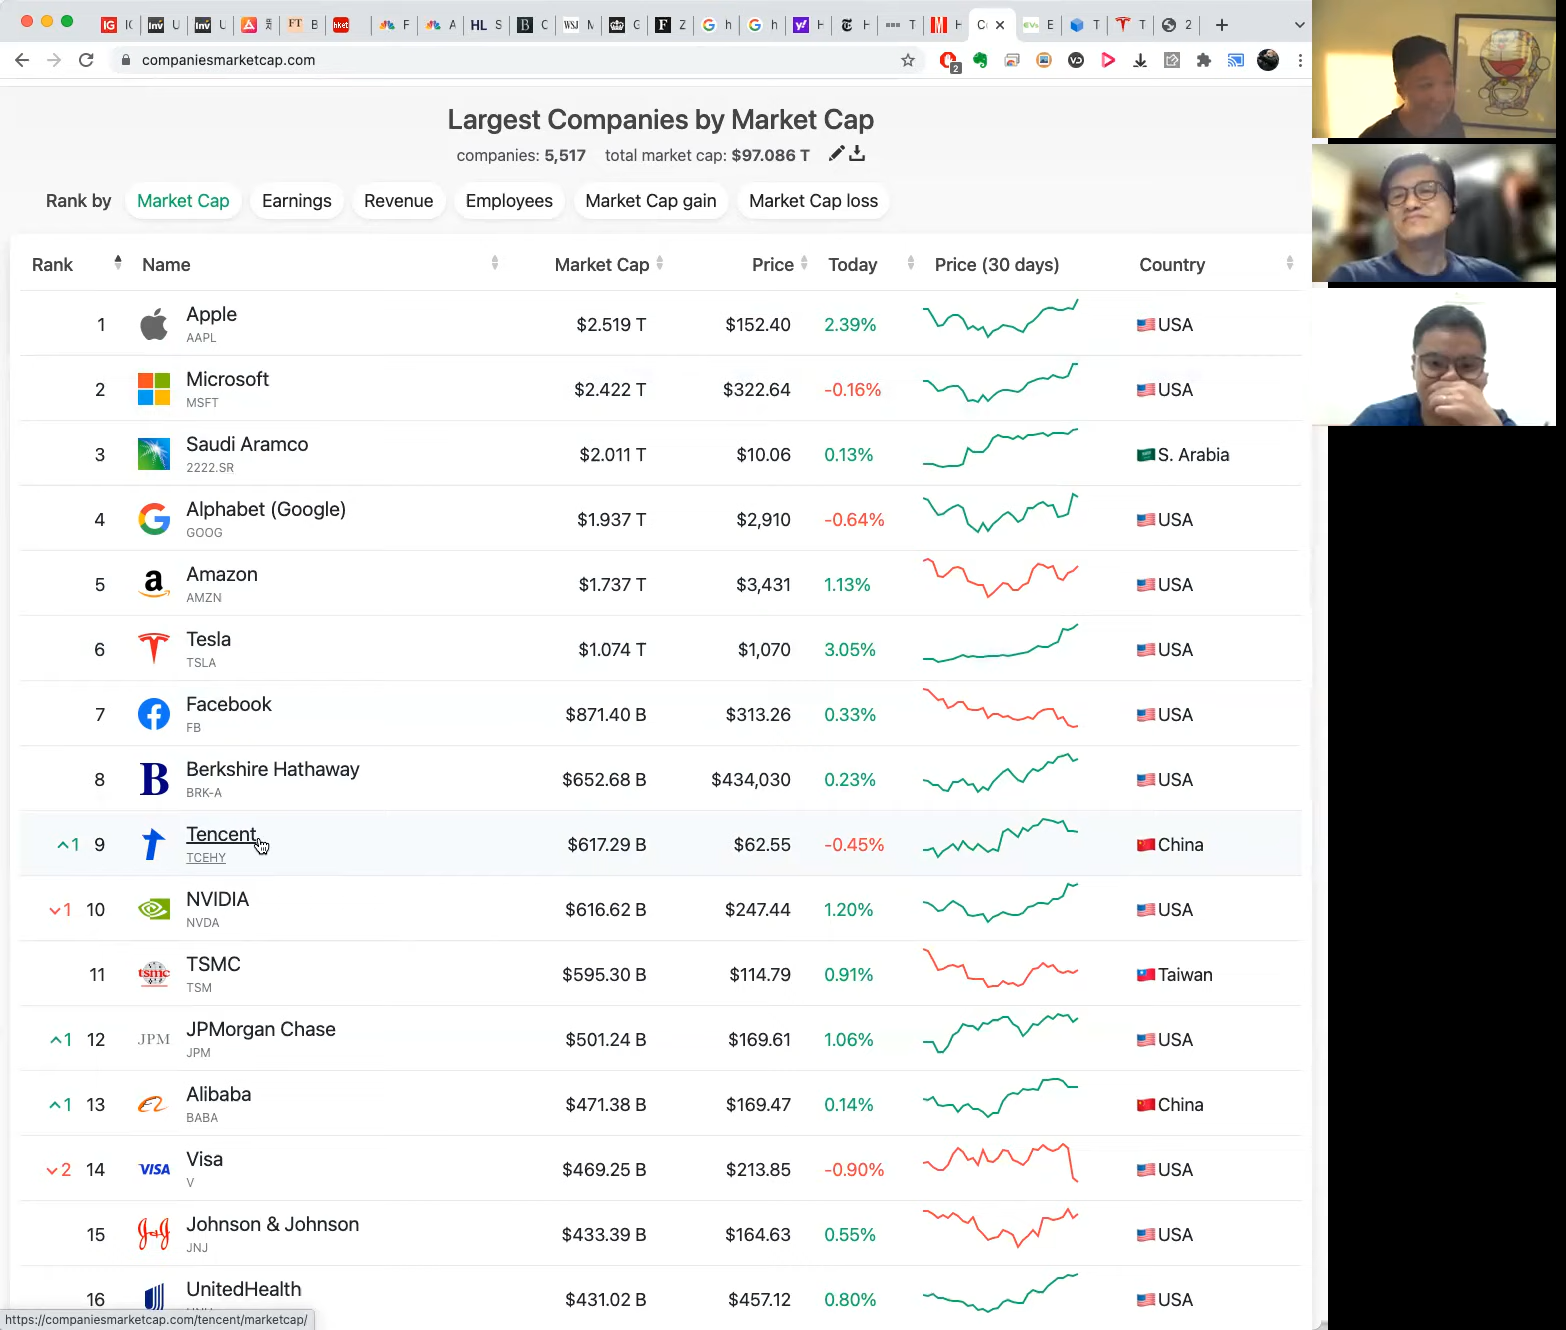 companiesmarketcap.com
Largest Companies by Market Cap
companies: 5,517 total market cap: $97.086 T
Rank by Market Cap Earnings Revenue Employees Market Cap gain Market Cap loss
Rank Name Market Cap Price Today Price (30 days) Country
1 Apple $2.519 T $152.40 2.39% USA
AAPL
2 Microsoft $2.422 T $322.64 -0.16% USA
MSFT
3 Saudi Aramco $2.011 T $10.06 0.13% S. Arabia
2222.SR
4 Alphabet (Google) $1.937 T $2,910 -0.64% USA
GOOG
5 Amazon $1.737 T $3,431 1.13% USA
AMZN
6 Tesla $1.074 T $1,070 3.05% USA
TSLA
7 Facebook $871.40 B $313.26 0.33% USA
FB
8 Berkshire Hathaway $652.68 B $434,030 0.23% USA
BRK-A
1 9 Tencent $617.29 B $62.55 -0.45% China
TCEHY
1 10 NVIDIA $616.62 B $247.44 1.20% USA
NVDA
11 tsmc TSMC $595.30 B $114.79 0.91% Taiwan
TSM
1 12 JPM JPMorgan Chase $501.24 B $169.61 1.06% USA
JPM
1 13 Alibaba $471.38 B $169.47 0.14% China
BABA
2 14 VISA Visa $469.25 B $213.85 -0.90% USA
V
15 Johnson & Johnson $433.39 B $164.63 0.55% USA
JNJ
16 UnitedHealth $431.02 B $457.12 0.80% USA
https://companiesmarketcap.com/tencent/marketcap/